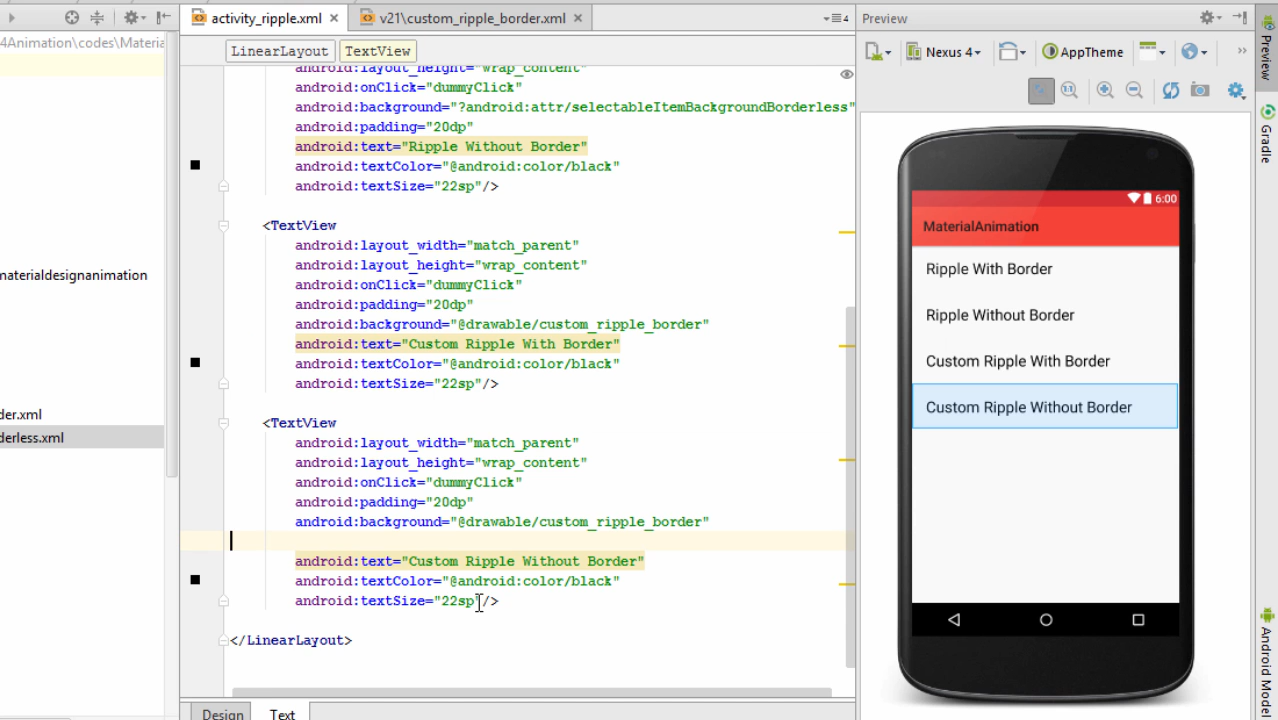 activity_ripple.xml
v21\custom_ripple_border.xml
4
Preview
4Animation\codes\Materia
LinearLayout
TextView
Nexus 4
AppTheme
android:layout_height="wrap_content"
android:onClick="dummyClick"
android:background="?android:attr/selectableItemBackgroundBorderless"
android:padding="20dp"
android:text="Ripple Without Border"
android:textColor="@android:color/black"
android:textSize="22sp"/>
<TextView
android:layout_width="match_parent"
android:layout_height="wrap_content"
android:onClick="dummyClick"
android:padding="20dp"
android:background="@drawable/custom_ripple_border"
android:text="Custom Ripple With Border"
android:textColor="@android:color/black"
android:textSize="22sp"/>
<TextView
android:layout_width="match_parent"
android:layout_height="wrap_content"
android:onClick="dummyClick"
android:padding="20dp"
android:background="@drawable/custom_ripple_border"
android:text="Custom Ripple Without Border"
android:textColor="@android:color/black"
android:textSize="22sp"/>
</LinearLayout>
Design
Text
materialdesignanimation
der.xml
derless.xml
6:00
MaterialAnimation
Ripple With Border
Ripple Without Border
Custom Ripple With Border
Custom Ripple Without Border
Preview
Gradle
Android Model